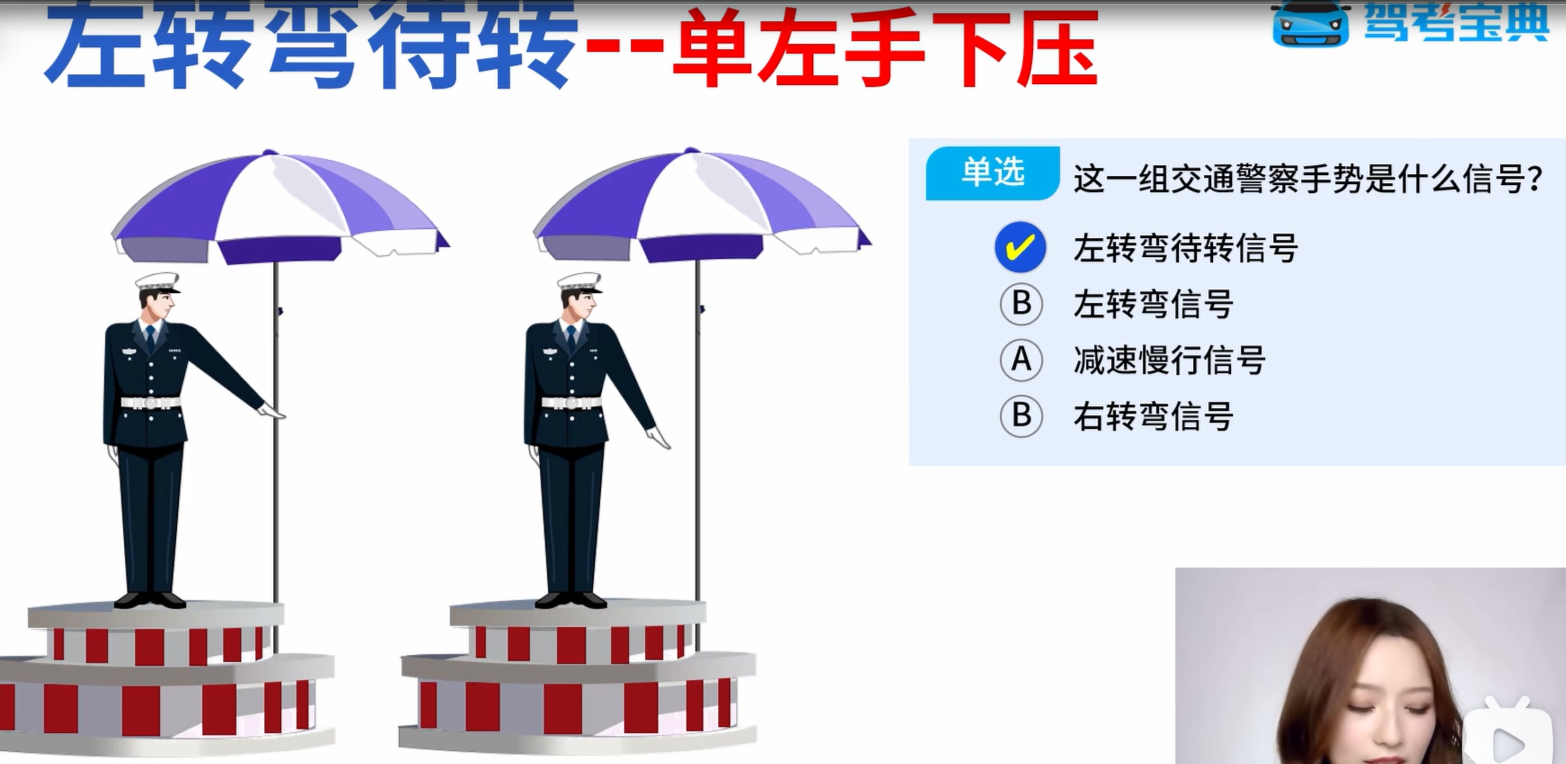 左转弯待转--单左手下压
驾考宝典
单选 这一组交通警察手势是什么信号?
左转弯待转信号
B 左转弯信号
A 减速慢行信号
B 右转弯信号